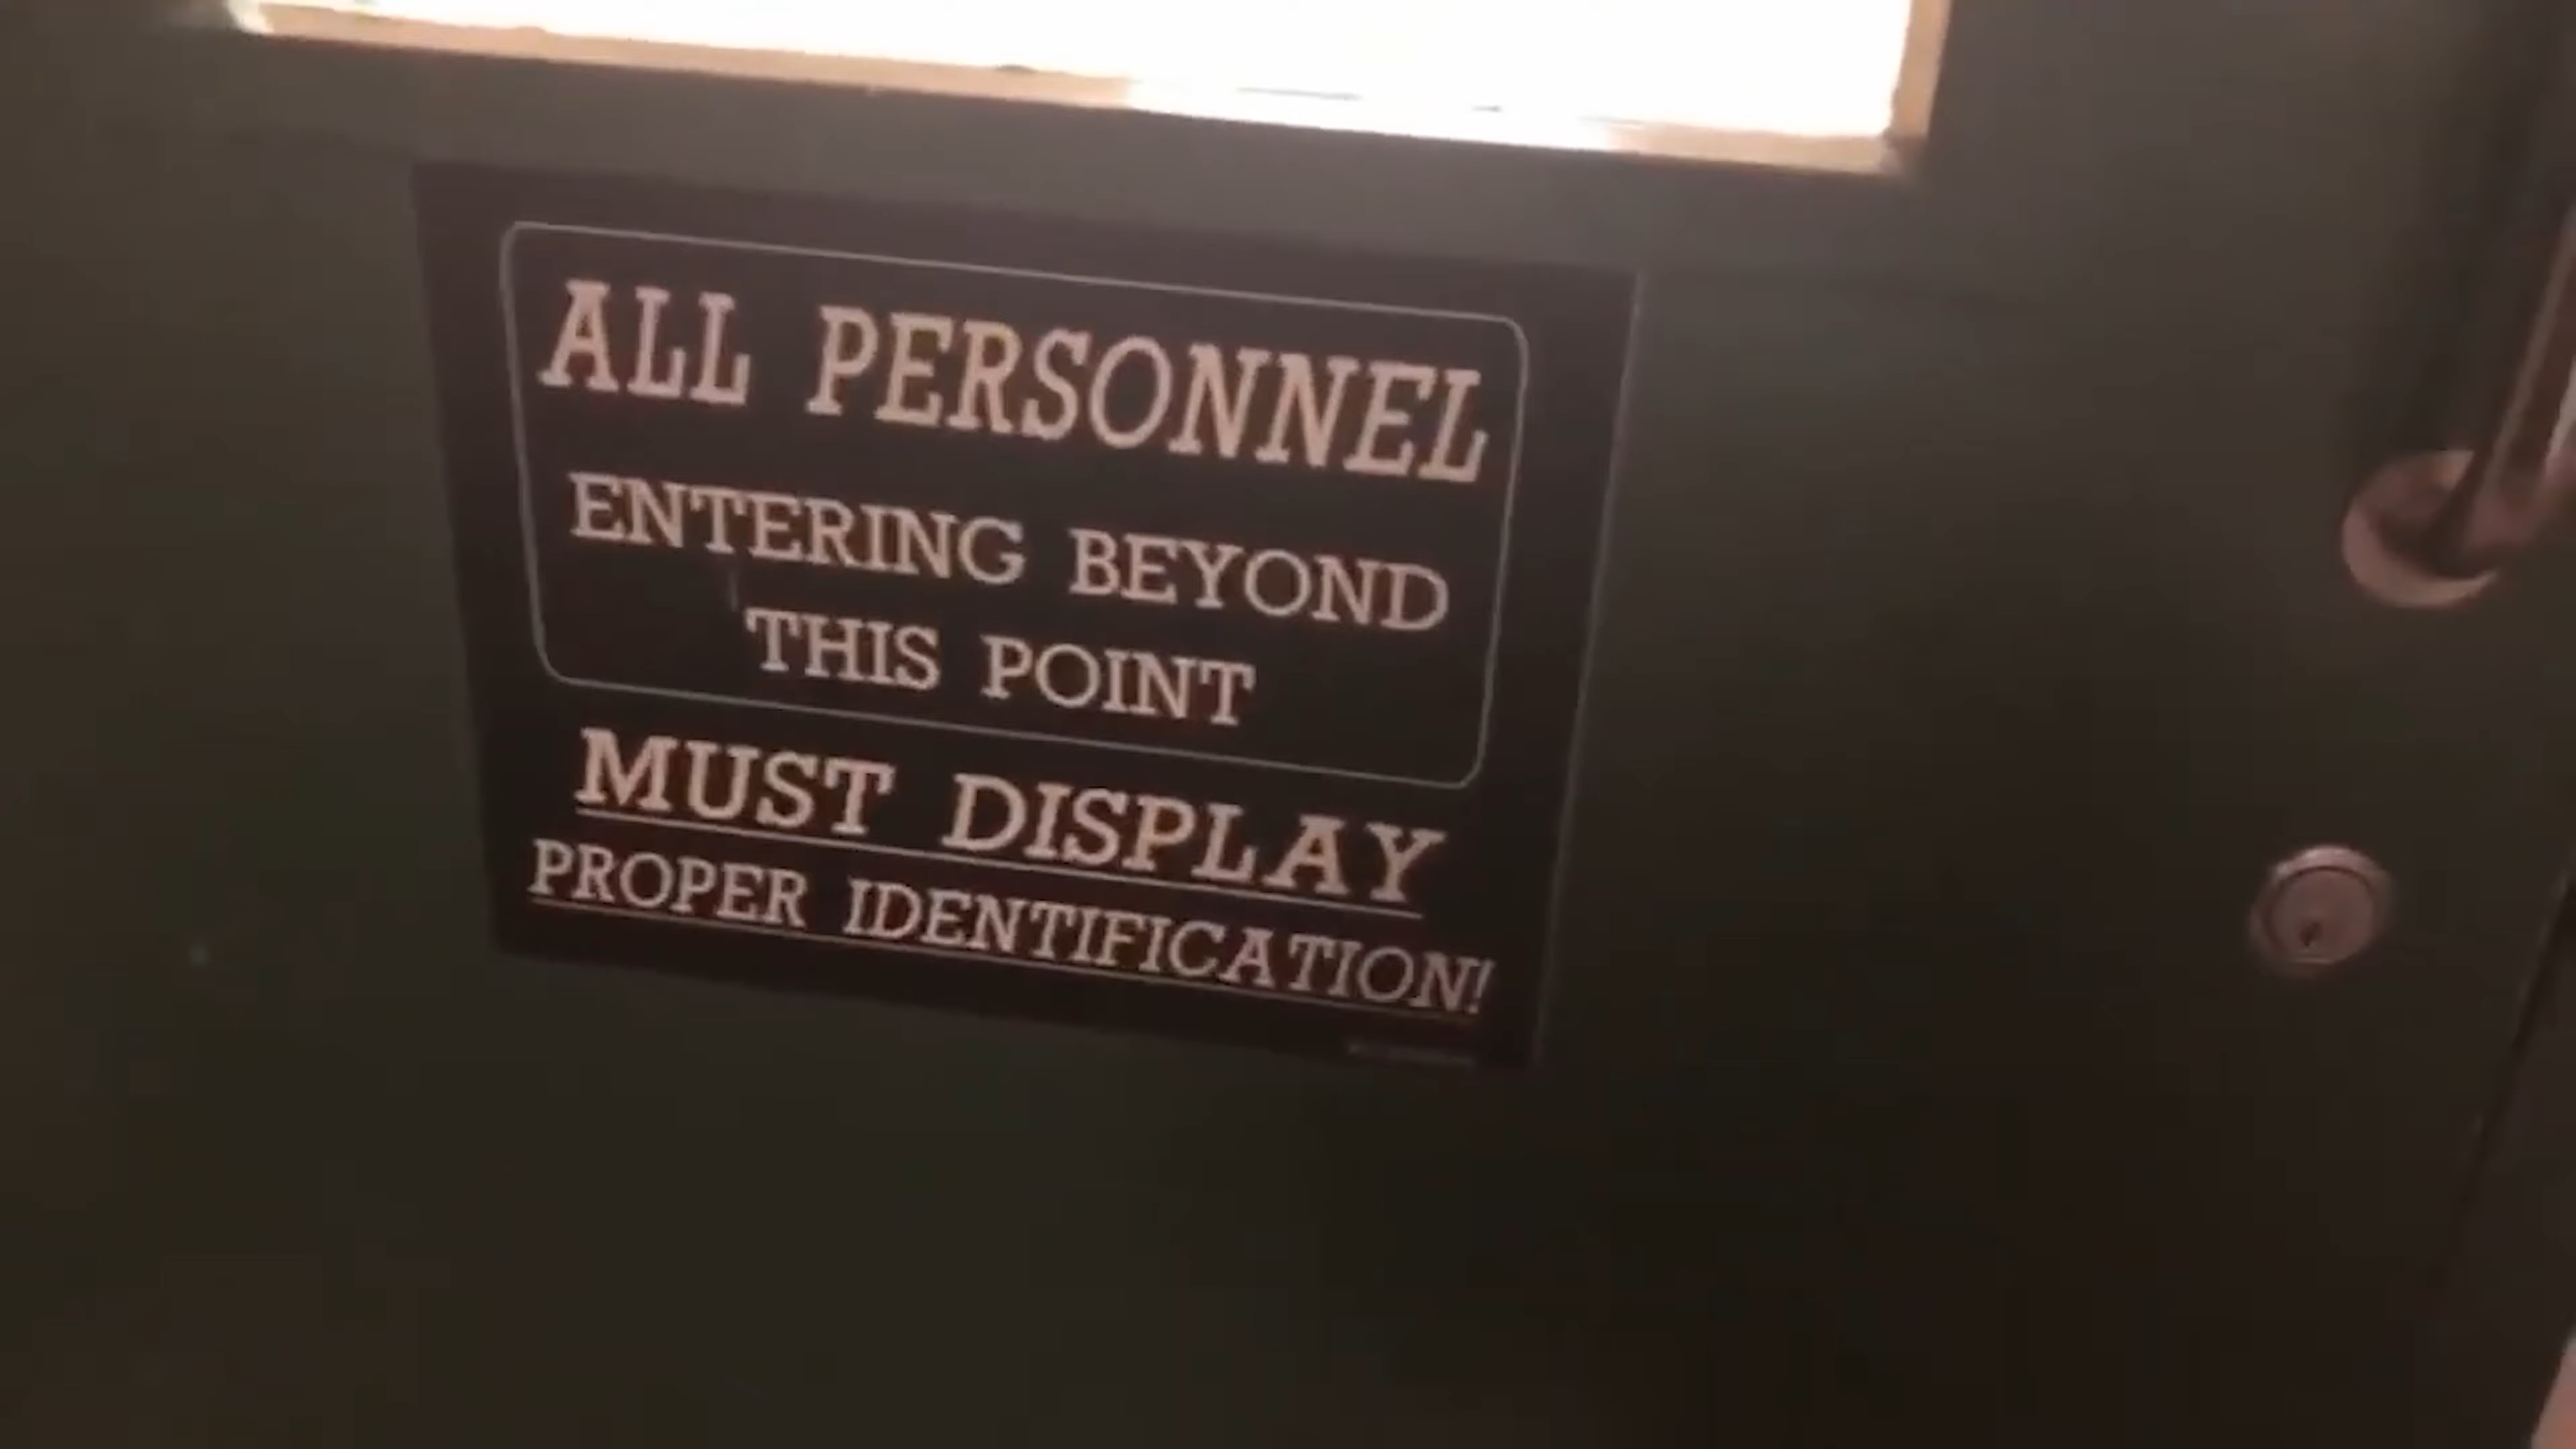 ALL PERSONNEL
ENTERING BEYOND
THIS POINT
MUST DISPLAY
PROPER IDENTIFICATION!